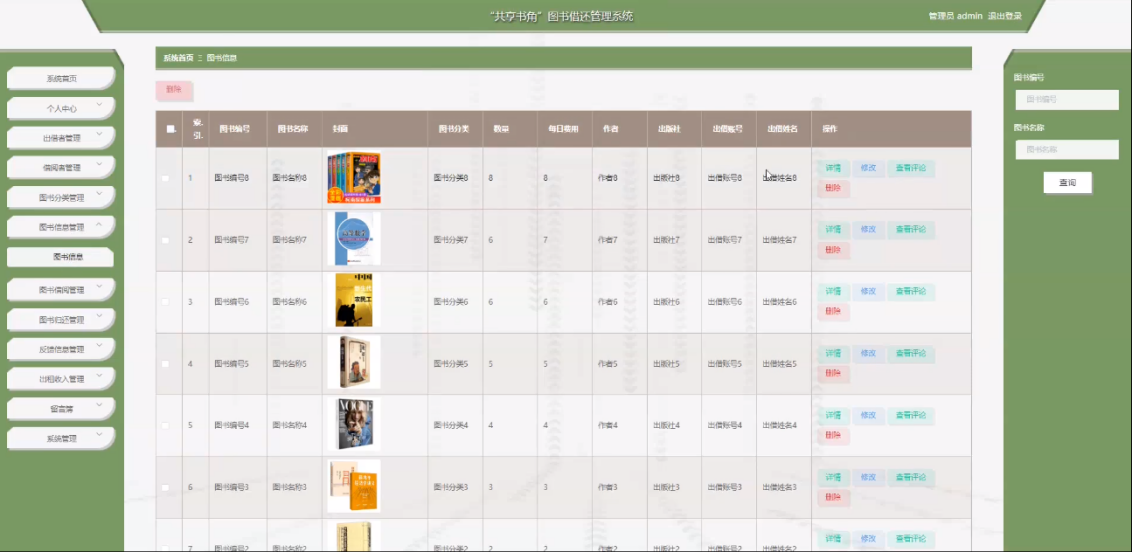 “共享书角”图书借还管理系统
管理员 admin 退出登录
系统首页
个人中心
出借者管理
借阅者管理
图书分类管理
图书信息管理
图书信息
图书借阅管理
图书归还管理
反馈信息管理
出租收入管理
留言簿
系统管理
系统首页 图书信息
删除
索引 图书编号 图书名称 封面 图书分类 数量 每日费用 作者 出版社 出借账号 出借姓名 操作
1 图书编号8 图书名称8 图书分类8 8 8 作者8 出版社8 出借账号8 出借姓名8 详情 修改 查看评论
删除
2 图书编号7 图书名称7 图书分类7 6 7 作者7 出版社7 出借账号7 出借姓名7 详情 修改 查看评论
删除
3 图书编号6 图书名称6 图书分类6 6 6 作者6 出版社6 出借账号6 出借姓名6 详情 修改 查看评论
删除
4 图书编号5 图书名称5 图书分类5 5 5 作者5 出版社5 出借账号5 出借姓名5 详情 修改 查看评论
删除
5 图书编号4 图书名称4 VOGUE 图书分类4 4 4 作者4 出版社4 出借账号4 出借姓名4 详情 修改 查看评论
删除
6 图书编号3 图书名称3 图书分类3 3 3 作者3 出版社3 出借账号3 出借姓名3 详情 修改 查看评论
删除
7 图书编号2 图书名称2 图书分类2 2 2 作者2 出版社2 出借账号2 出借姓名2 详情 修改 查看评论
图书编号
图书编号
图书名称
图书名称
查询